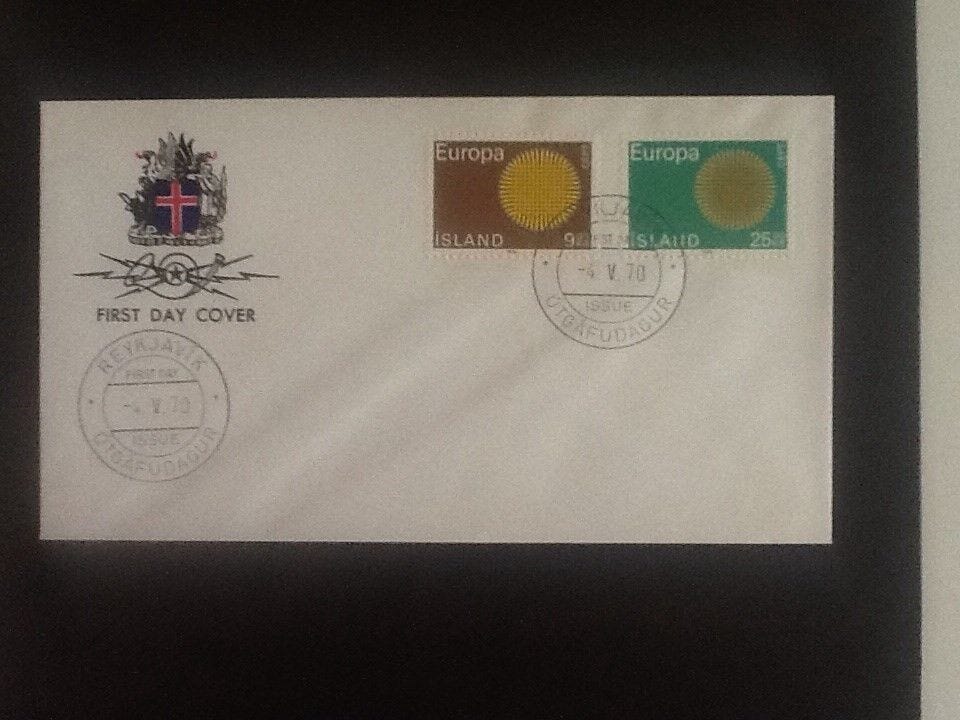 FIRST DAY COVER
REYKJAVÍK
FIRST DAY
-4. V. 70
ISSUE
ÚTGÁFUDAGUR
Europa
ÍSLAND
Europa
ÍSLAND
25
-4. V. 70
ISSUE
ÚTGÁFUDAGUR